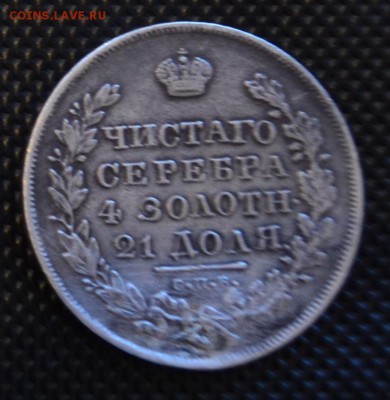 COINS.LAVE.RU
ЧИСТАГО
СЕРЕБРА
4 ЗОЛОТН.
21 ДОЛЯ